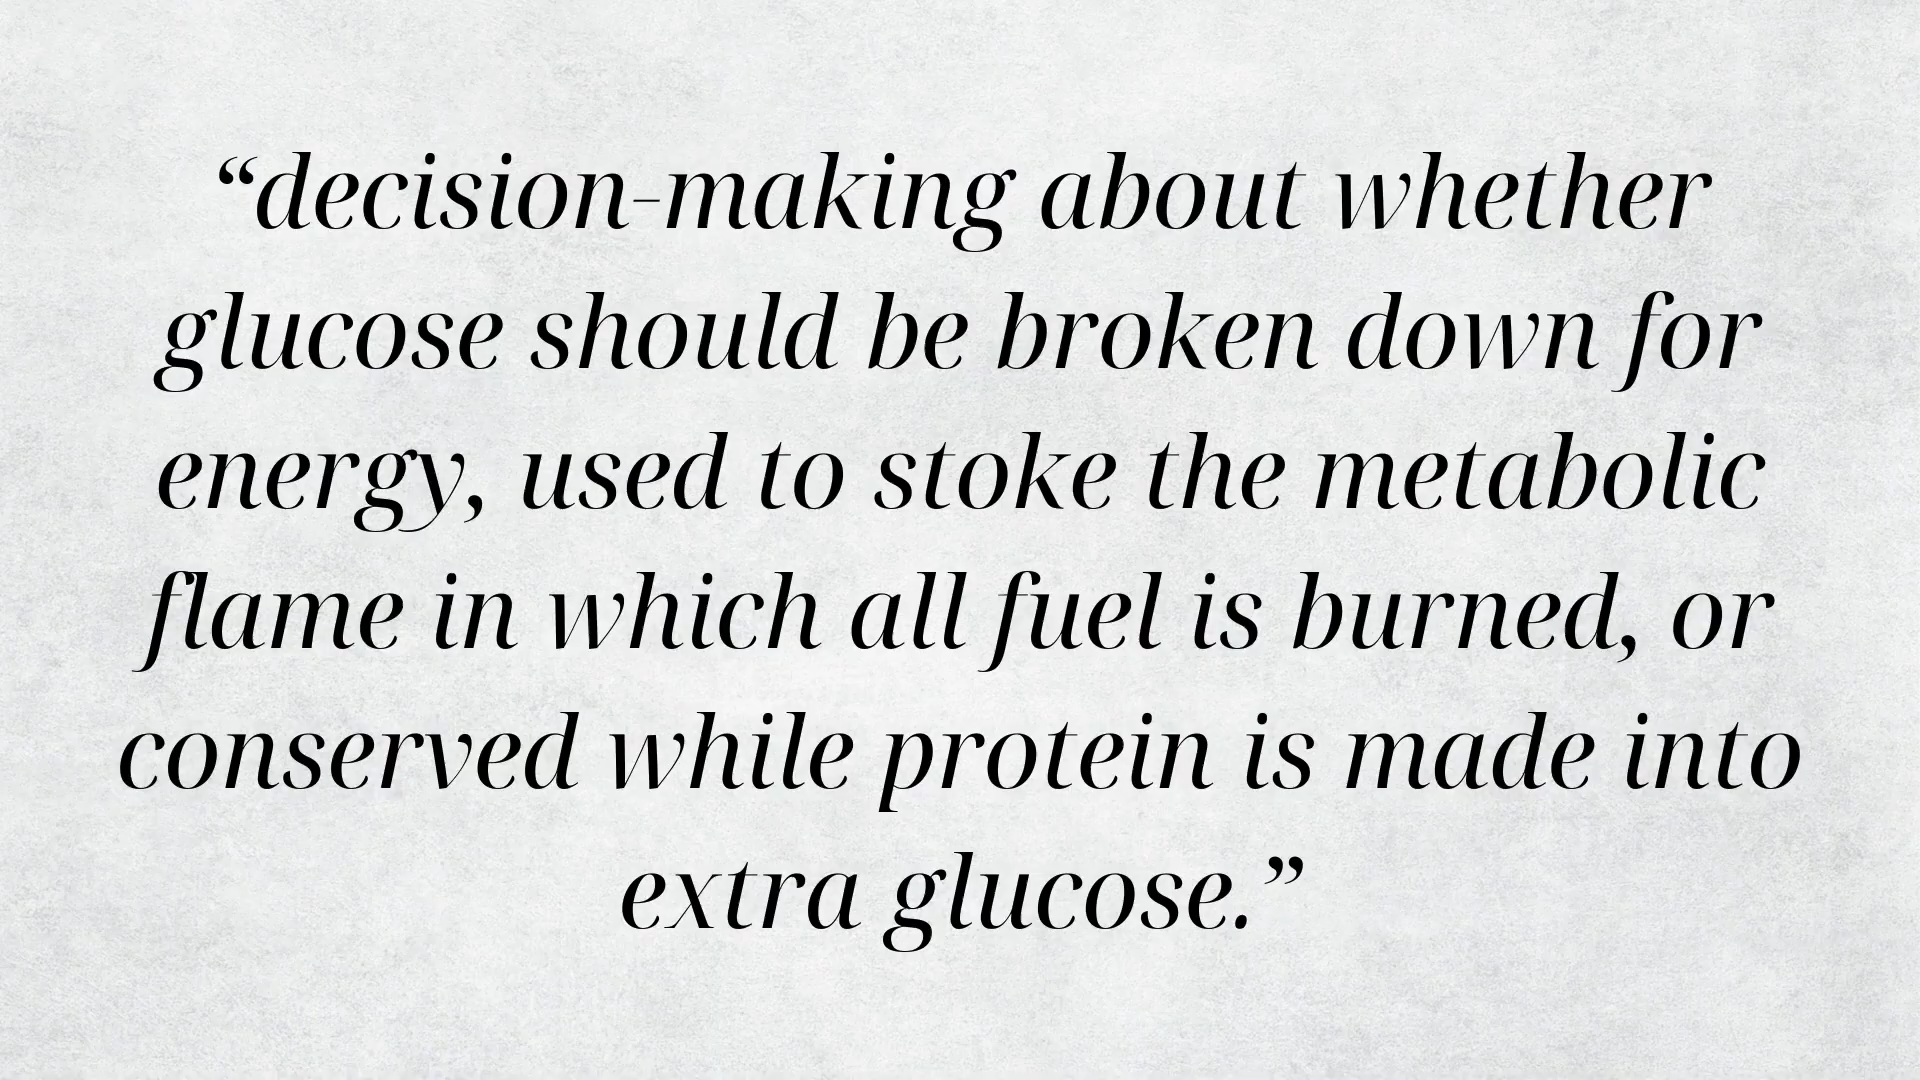 “decision-making about whether
glucose should be broken down for
energy, used to stoke the metabolic
flame in which all fuel is burned, or
conserved while protein is made into
extra glucose.”